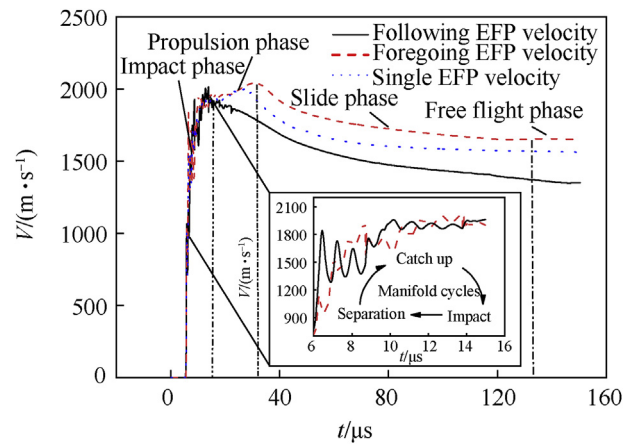 2500
2000
1500
1000
500
0
V/(m•s⁻¹)
Following EFP velocity
Foregoing EFP velocity
Single EFP velocity
Propulsion phase
Impact phase
Slide phase
Free flight phase
V/(m•s⁻¹)
2100
1800
1500
1200
900
Catch up
Manifold cycles
Separation
Impact
6
8
10
12
14
16
t/μs
0
40
80
120
160
t/μs